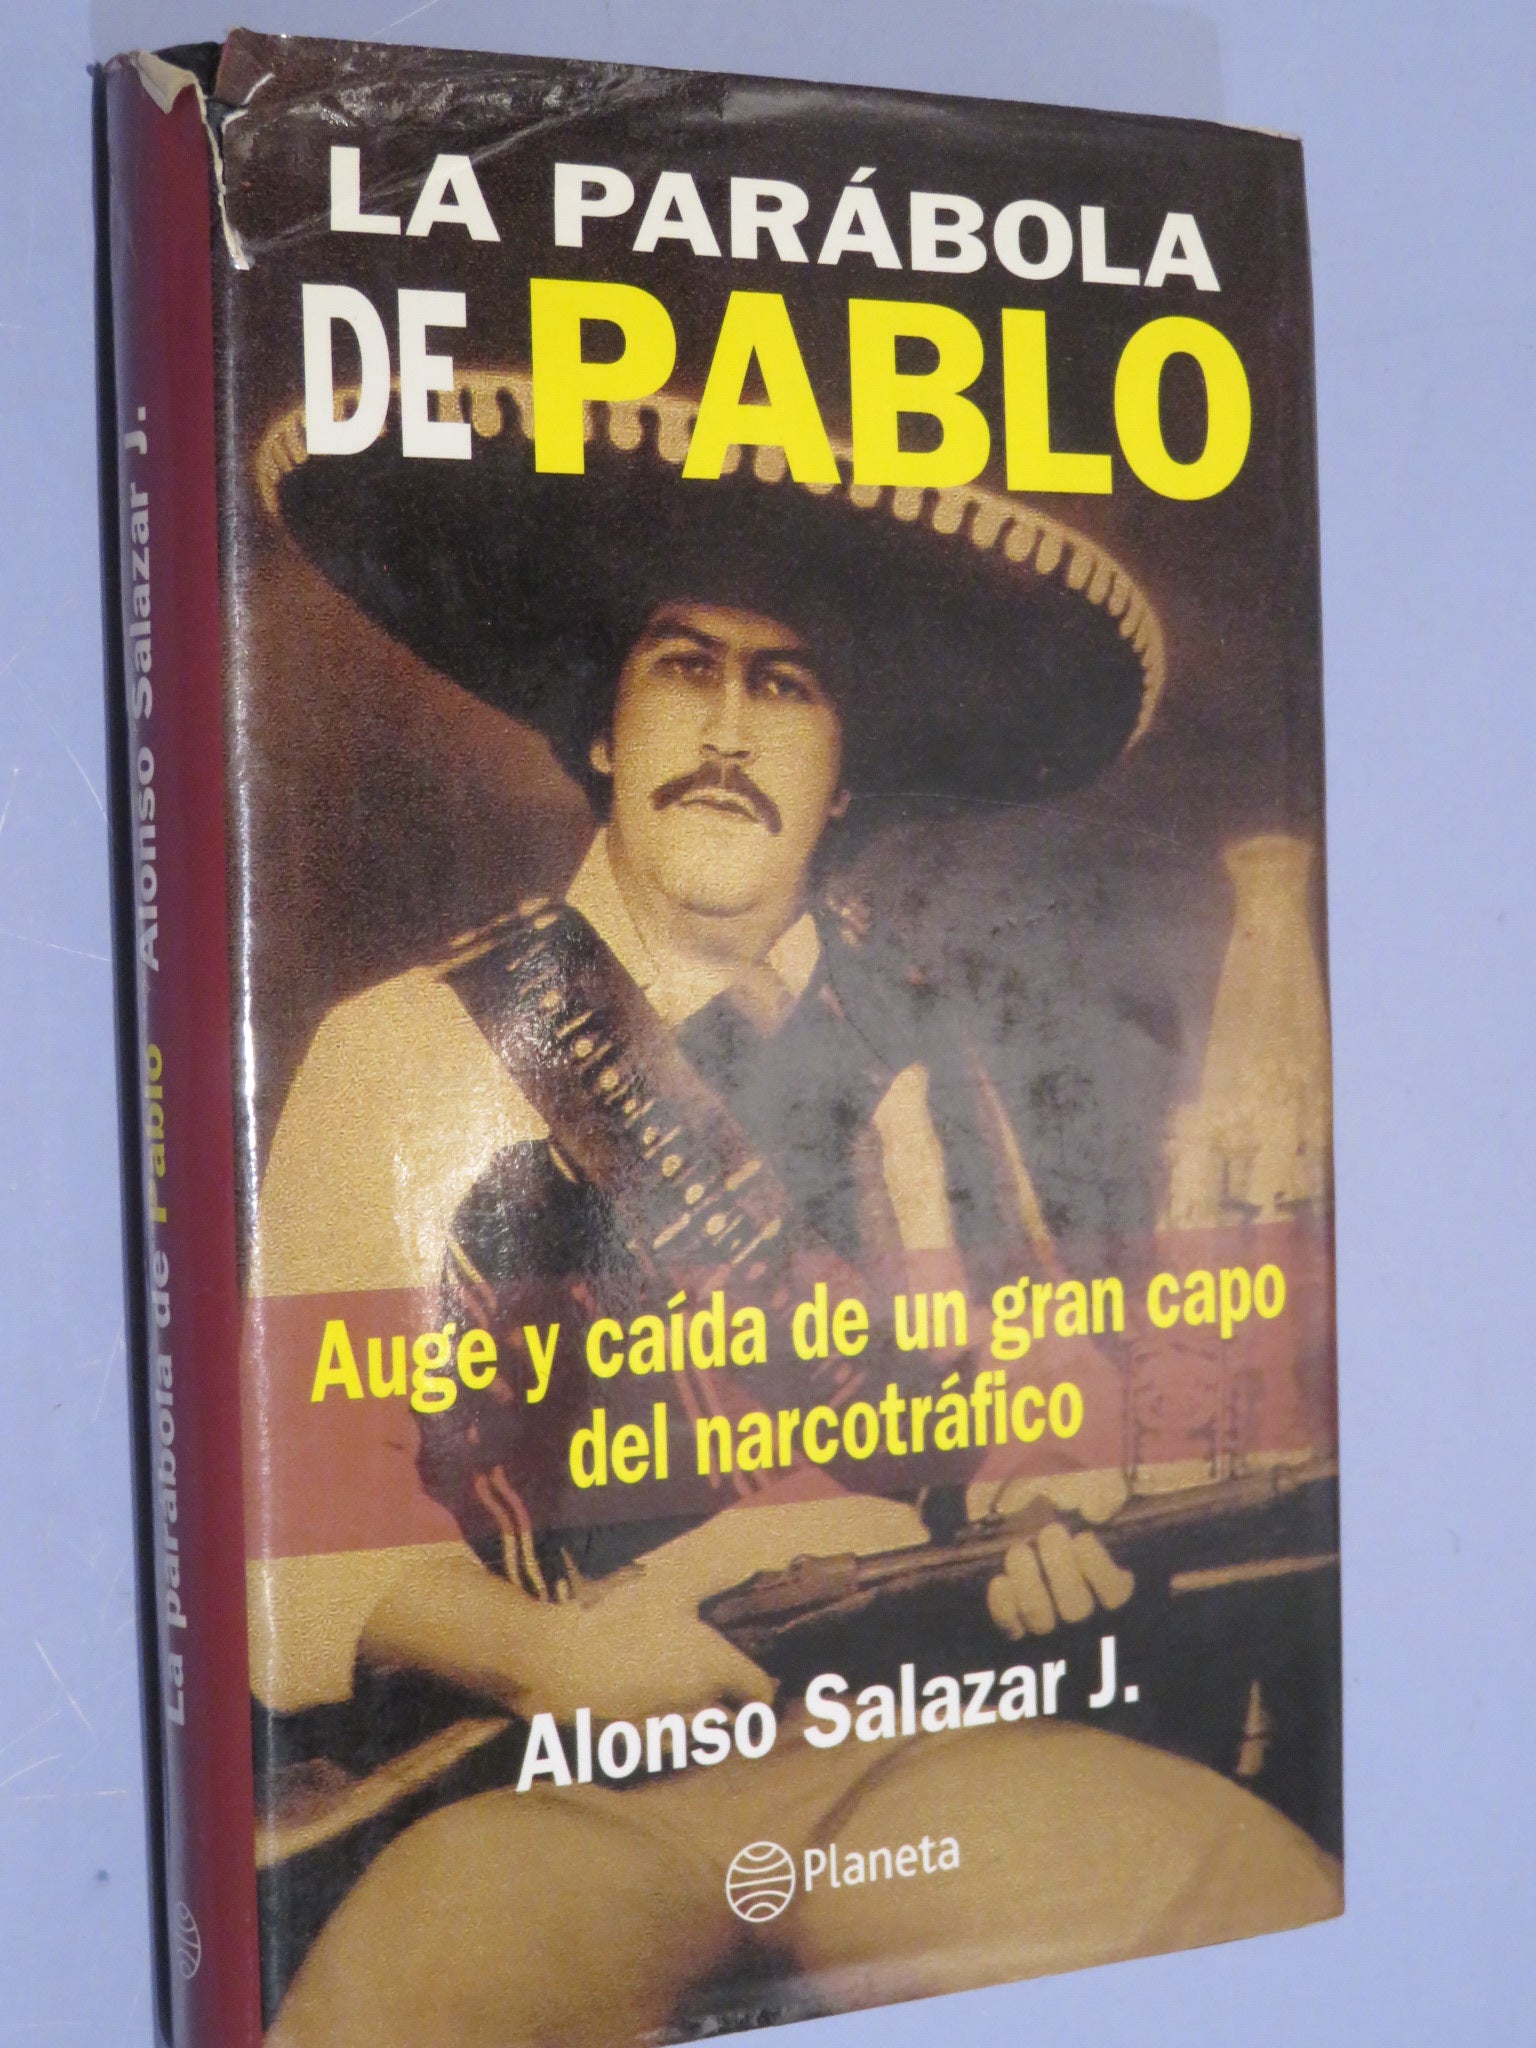 LA PARÁBOLA
DE PABLO
Auge y caída de un gran capo
del narcotráfico
Alonso Salazar J.
Planeta
La parábola de Pablo Alonso Salazar J.